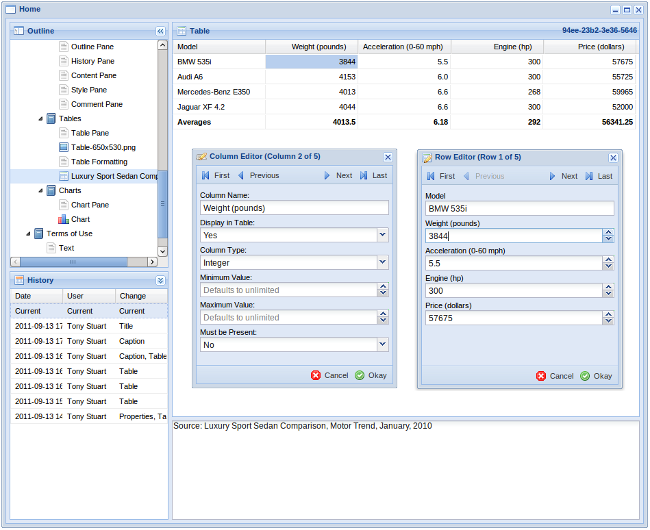 Home
Outline
Outline Pane
History Pane
Content Pane
Style Pane
Comment Pane
Tables
Table Pane
Table-650x530.png
Table Formatting
Luxury Sport Sedan Comp
Charts
Chart Pane
Chart
Terms of Use
Text
History
Date User Change
Current Current Current
2011-09-13 17 Tony Stuart Title
2011-09-13 17 Tony Stuart Caption
2011-09-13 16 Tony Stuart Caption, Table
2011-09-13 16 Tony Stuart Table
2011-09-13 16 Tony Stuart Table
2011-09-13 15 Tony Stuart Table
2011-09-13 14 Tony Stuart Properties, Ta
Table 94ee-23b2-3e36-5646
Model Weight (pounds) Acceleration (0-60 mph) Engine (hp) Price (dollars)
BMW 535i 3844 5.5 300 57675
Audi A6 4153 6.0 300 55725
Mercedes-Benz E350 4013 6.6 268 59965
Jaguar XF 4.2 4044 6.6 300 52000
Averages 4013.5 6.18 292 56341.25
Column Editor (Column 2 of 5)
First Previous Next Last
Column Name:
Weight (pounds)
Display in Table:
Yes
Column Type:
Integer
Minimum Value:
Defaults to unlimited
Maximum Value:
Defaults to unlimited
Must be Present:
No
Cancel Okay
Row Editor (Row 1 of 5)
First Previous Next Last
Model
BMW 535i
Weight (pounds)
3844
Acceleration (0-60 mph)
5.5
Engine (hp)
300
Price (dollars)
57675
Cancel Okay
Source: Luxury Sport Sedan Comparison, Motor Trend, January, 2010